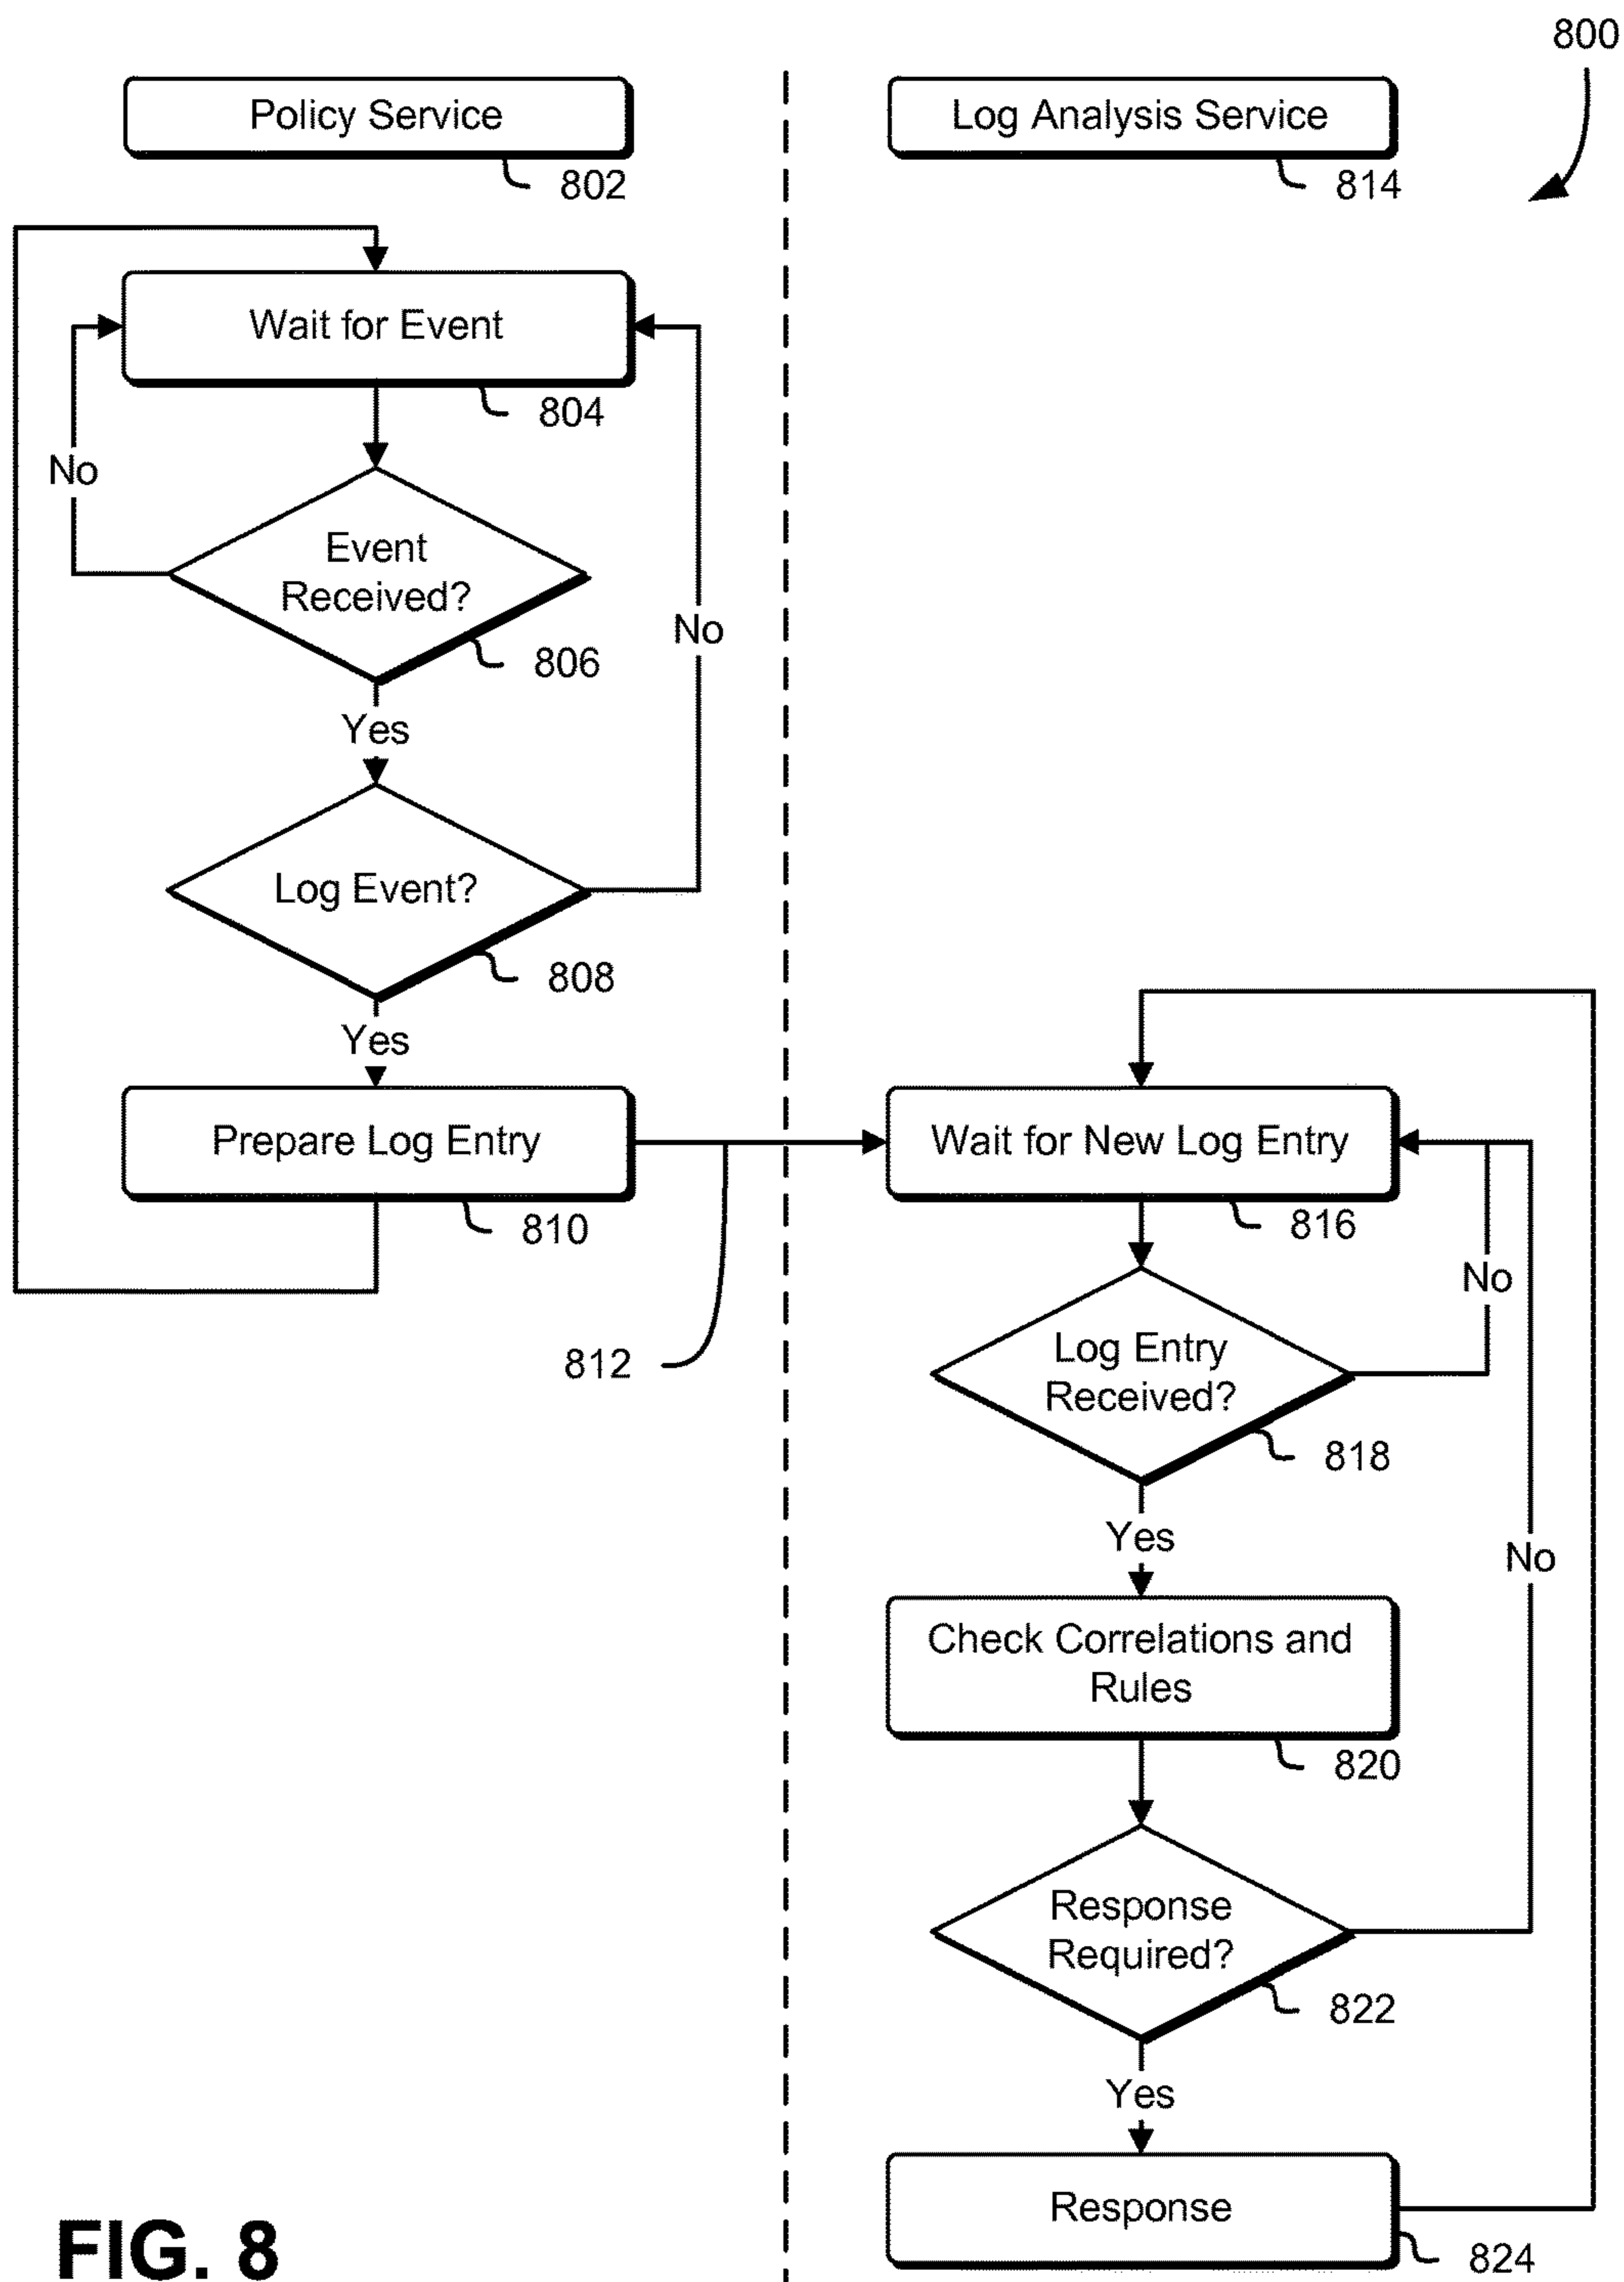 800
Policy Service
802
Log Analysis Service
814
Wait for Event
804
No
Event
Received?
806
No
Yes
Log Event?
808
Yes
Prepare Log Entry
810
812
Wait for New Log Entry
816
No
Log Entry
Received?
818
Yes
No
Check Correlations and
Rules
820
Response
Required?
822
Yes
Response
824
FIG. 8